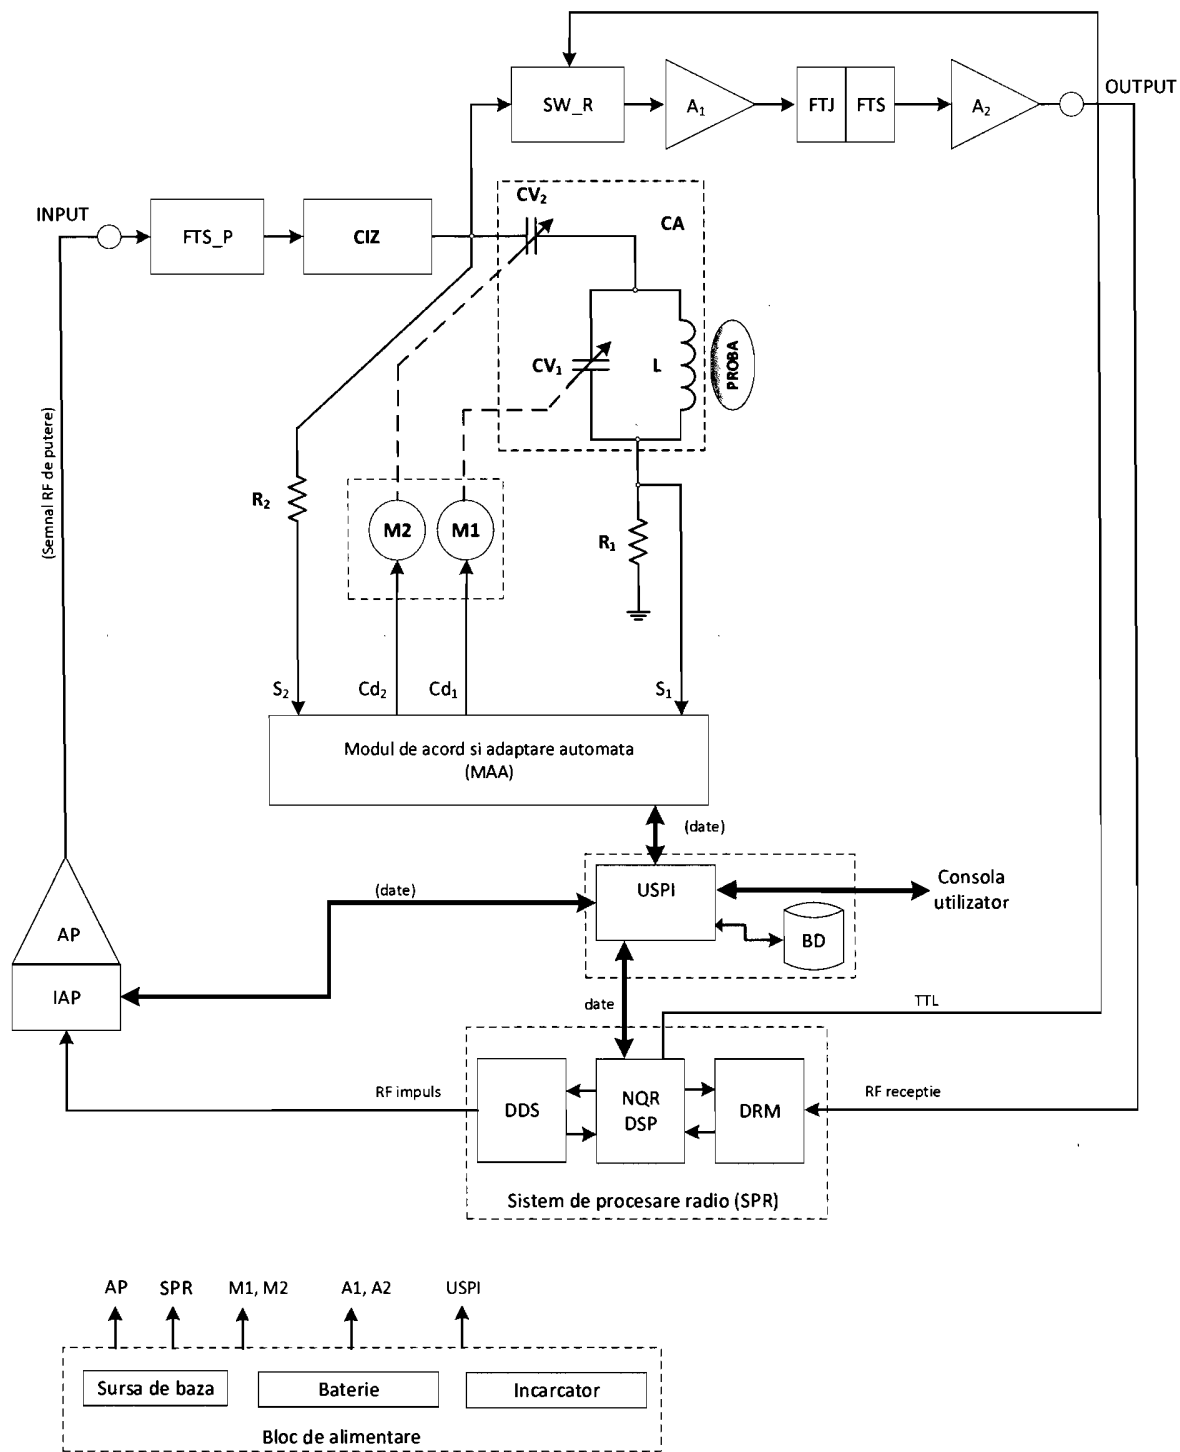 SW_R
A1
FTJ
FTS
A2
OUTPUT
INPUT
FTS_P
CIZ
CV2
CA
CV1
L
PROBA
(Semnal RF de putere)
R2
M2
M1
R1
S2
Cd2
Cd1
S1
Modul de acord si adaptare automata
(MAA)
(date)
USPI
Consola
utilizator
(date)
BD
AP
IAP
date
TTL
RF impuls
DDS
NQR
DSP
DRM
RF receptie
Sistem de procesare radio (SPR)
AP
SPR
M1, M2
A1, A2
USPI
Sursa de baza
Baterie
Incarcator
Bloc de alimentare